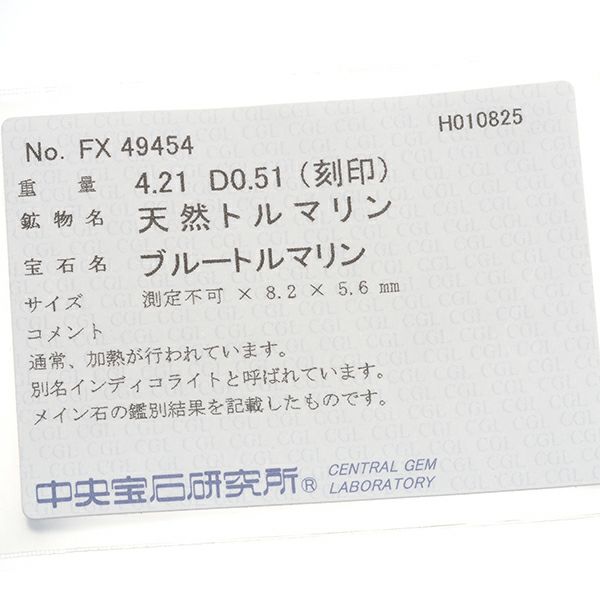 H010825
No. FX 49454
重量 4.21 D0.51 (刻印)
鉱物名 天然トルマリン
宝石名 ブルートルマリン
サイズ 測定不可 × 8.2 × 5.6 mm
コメント
通常、加熱が行われています。
別名インディコライトと呼ばれています。
メイン石の鑑別結果を記載したものです。
中央宝石研究所® CENTRAL GEM
LABORATORY